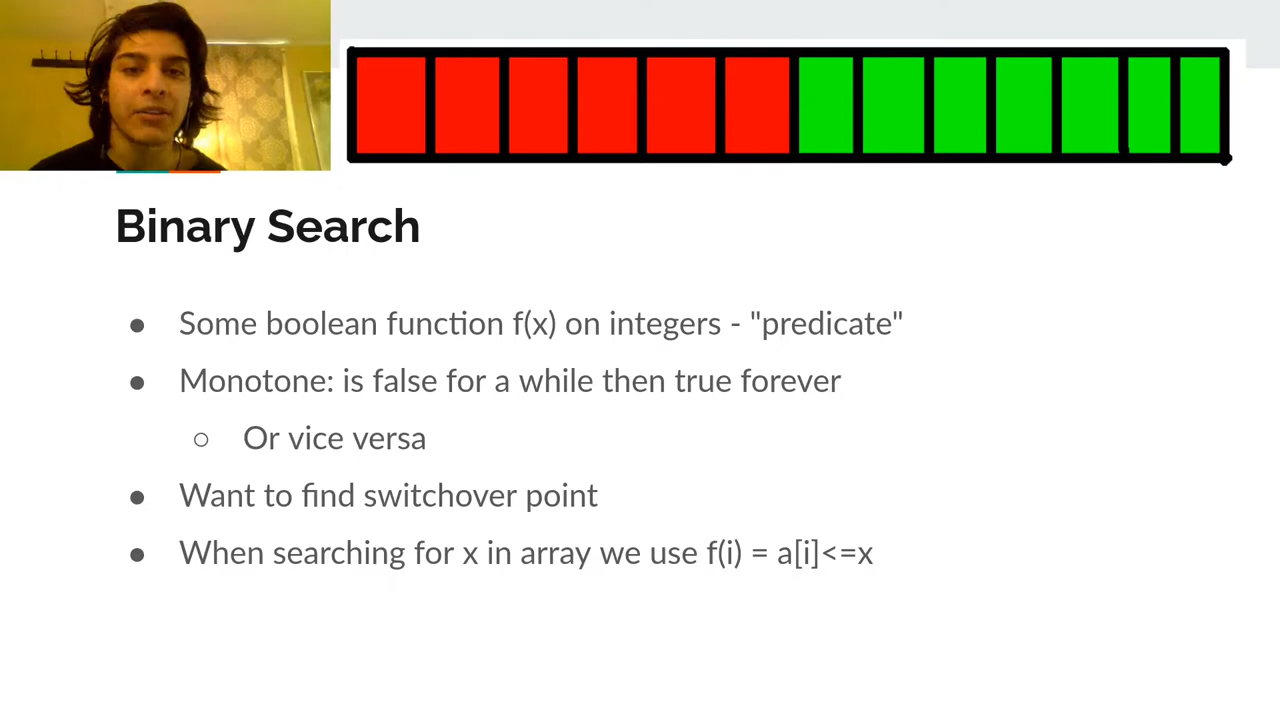 Binary Search
● Some boolean function f(x) on integers - "predicate"
● Monotone: is false for a while then true forever
○ Or vice versa
● Want to find switchover point
● When searching for x in array we use f(i) = a[i]<=x